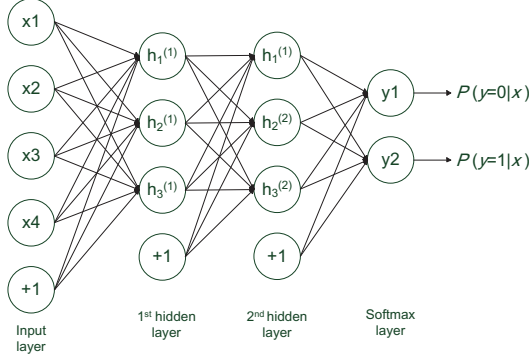 x1
x2
x3
x4
+1
Input
layer
h₁⁽¹⁾
h₂⁽¹⁾
h₃⁽¹⁾
+1
1ˢᵗ hidden
layer
h₁⁽¹⁾
h₂⁽²⁾
h₃⁽²⁾
+1
2ⁿᵈ hidden
layer
y1
y2
Softmax
layer
P(y=0|x)
P(y=1|x)